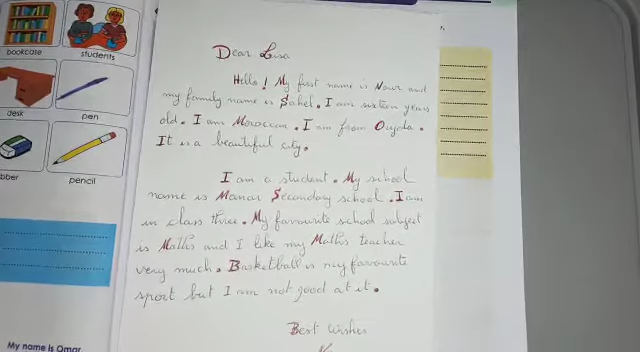 bookcase
students
desk
pen
bber
pencil
My name is Omar
Dear Lisa
Hello! My first name is Nour and
my family name is Sahel. I am sixteen years
old. I am Moroccan. I am from Oujda.
It is a beautiful city.
I am a student. My school
name is Manar Secondary school. I am
in class three. My favourite school subject
is Maths and I like my Maths teacher
very much. Basketball is my favourite
sport but I am not good at it.
Best Wishes